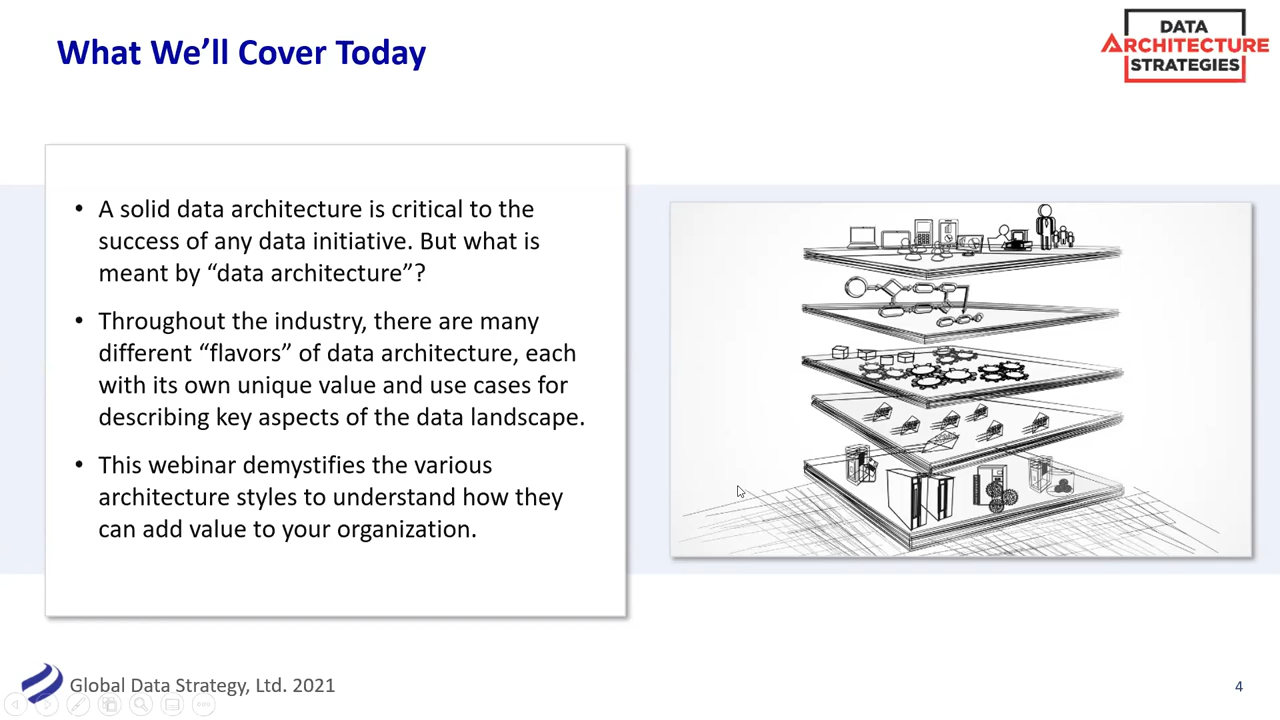 What We’ll Cover Today
DATA
ARCHITECTURE
STRATEGIES
• A solid data architecture is critical to the
success of any data initiative. But what is
meant by “data architecture”?
• Throughout the industry, there are many
different “flavors” of data architecture, each
with its own unique value and use cases for
describing key aspects of the data landscape.
• This webinar demystifies the various
architecture styles to understand how they
can add value to your organization.
Global Data Strategy, Ltd. 2021
4